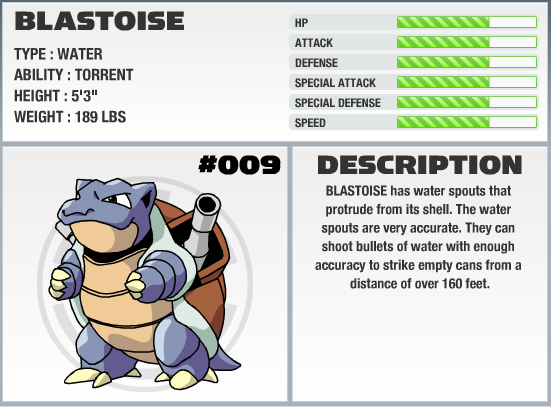 BLASTOISE
TYPE : WATER
ABILITY : TORRENT
HEIGHT : 5'3"
WEIGHT : 189 LBS
HP
ATTACK
DEFENSE
SPECIAL ATTACK
SPECIAL DEFENSE
SPEED
#009
DESCRIPTION
BLASTOISE has water spouts that
protrude from its shell. The water
spouts are very accurate. They can
shoot bullets of water with enough
accuracy to strike empty cans from a
distance of over 160 feet.